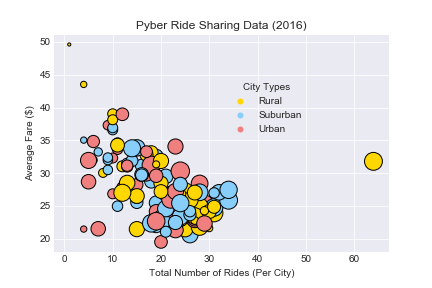 Pyber Ride Sharing Data (2016)
50
45
40
35
30
25
20
Average Fare ($)
City Types
Rural
Suburban
Urban
0 10 20 30 40 50 60
Total Number of Rides (Per City)